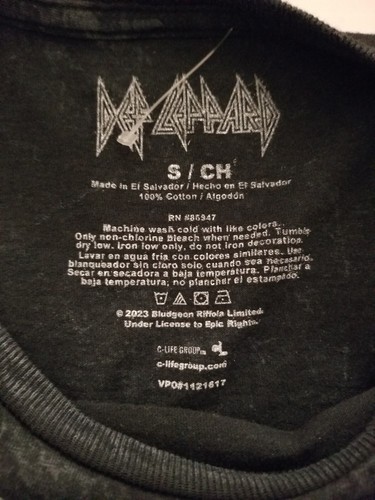 DEF LEPPARD
S / CH
Made in El Salvador / Hecho en El Salvador
100% Cotton / Algodón
RN #86947
Machine wash cold with like colors.
Only non-chlorine Bleach when needed. Tumble
dry low. Iron low only, do not iron decoration.
Lavar en agua fría con colores similares. Use
blanqueador sin cloro solo cuando sea necesario.
Secar en secadora a baja temperatura. Planchar a
baja temperatura; no planchar el estampado.
© 2023 Bludgeon Riffola Limited.
Under License to Epic Rights.
C-LIFE GROUP
c-lifegroup.com
VPO#1121617